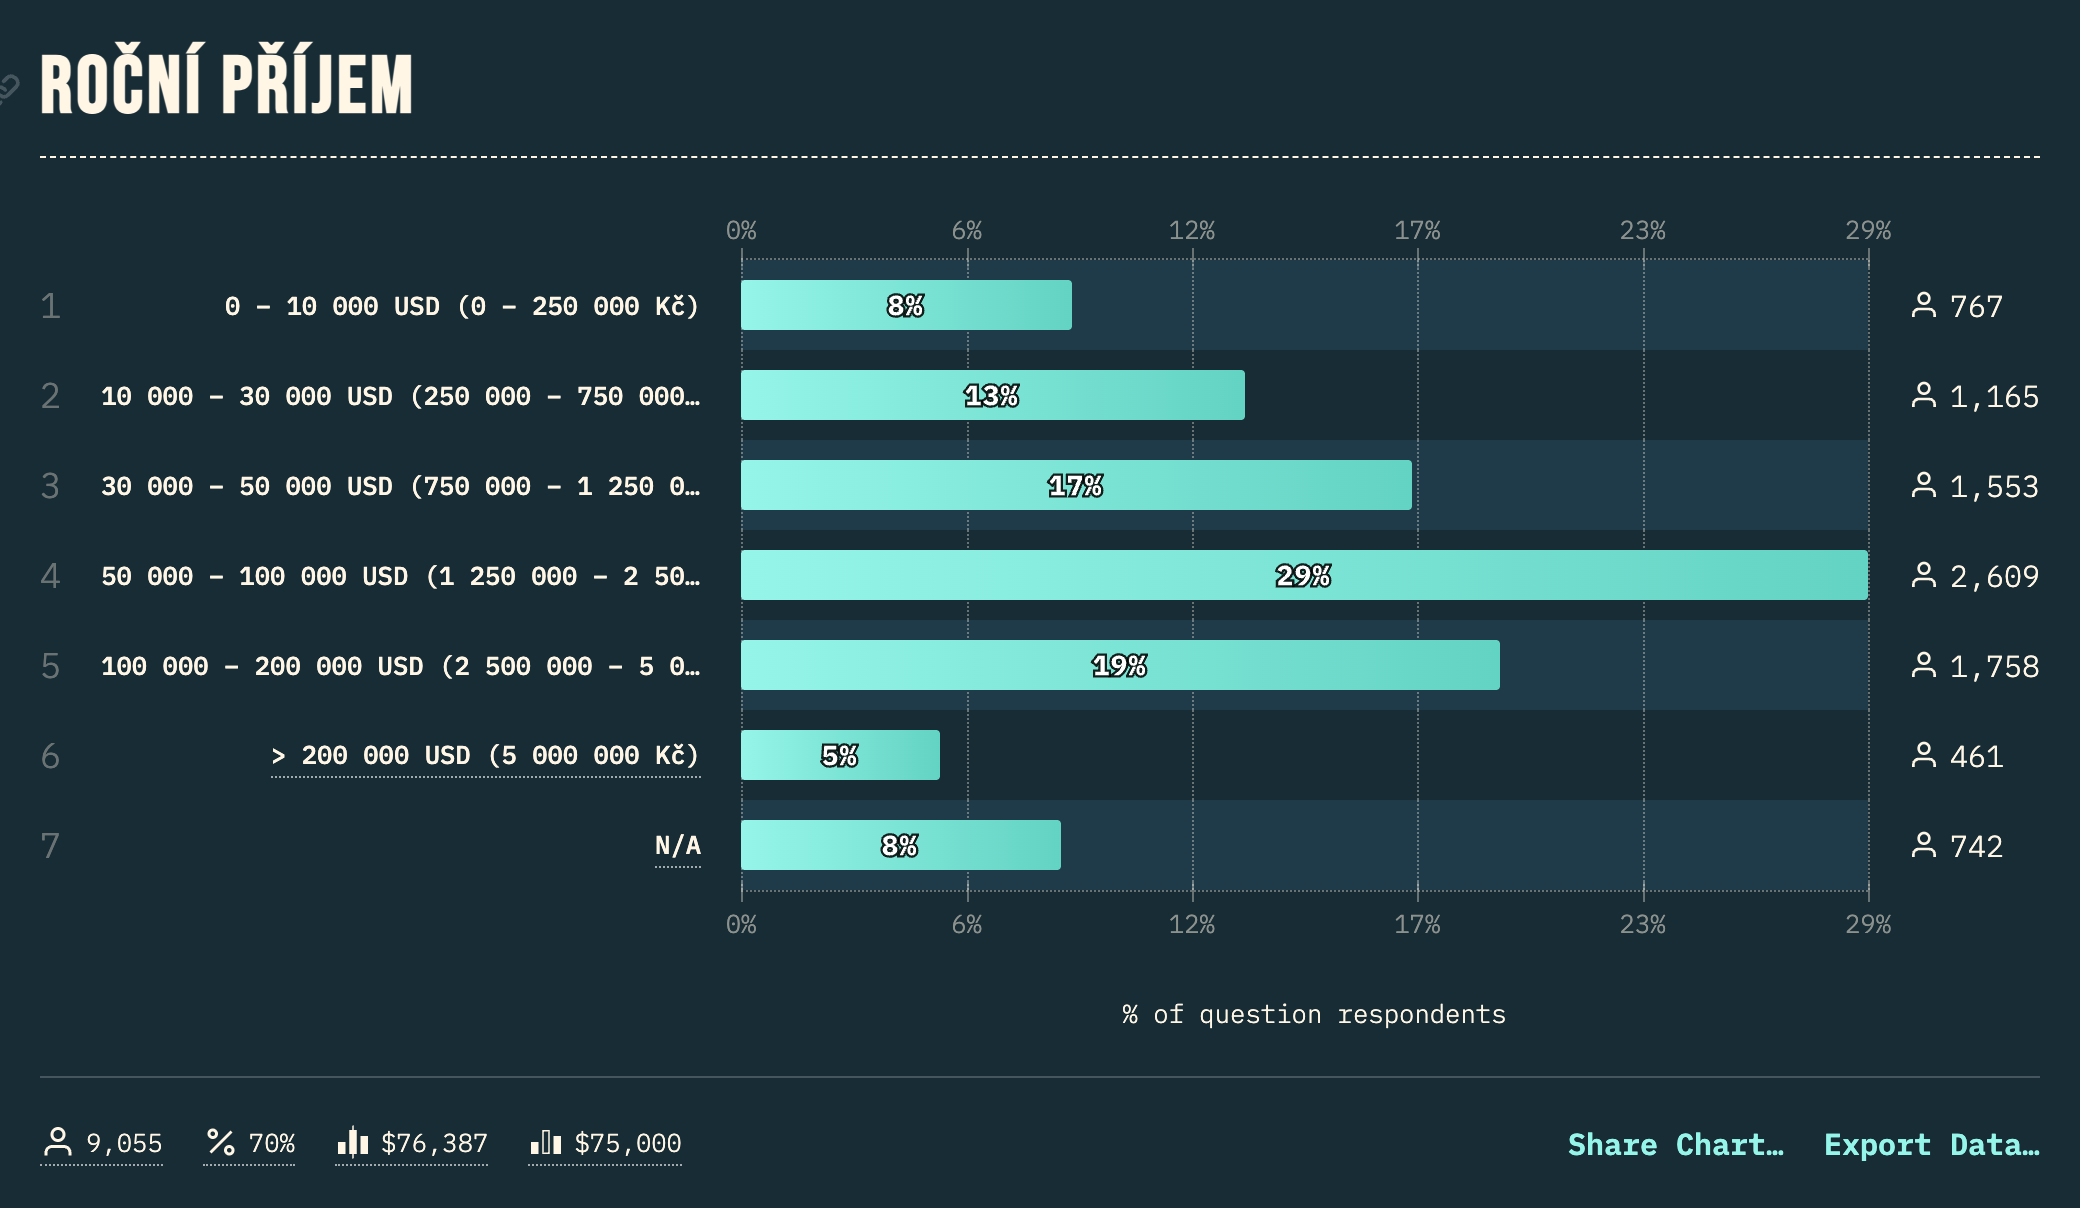 ROČNÍ PŘÍJEM
0% 6% 12% 17% 23% 29%
1 0 – 10 000 USD (0 – 250 000 Kč) 8% 767
2 10 000 – 30 000 USD (250 000 – 750 000… 13% 1,165
3 30 000 – 50 000 USD (750 000 – 1 250 0… 17% 1,553
4 50 000 – 100 000 USD (1 250 000 – 2 50… 29% 2,609
5 100 000 – 200 000 USD (2 500 000 – 5 0… 19% 1,758
6 > 200 000 USD (5 000 000 Kč) 5% 461
7 N/A 8% 742
0% 6% 12% 17% 23% 29%
% of question respondents
9,055 70% $76,387 $75,000 Share Chart… Export Data…